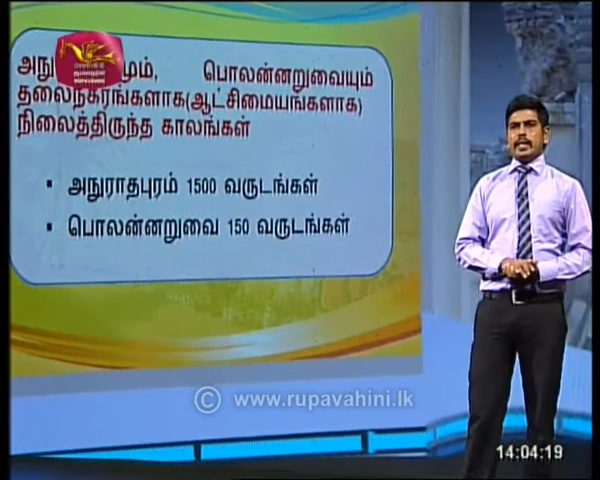 பொலன்னறுவையும்
தலைநகரங்களாக(ஆட்சிமையங்களாக)
நிலைத்திருந்த காலங்கள்
▪ அநுராதபுரம் 1500 வருடங்கள்
▪ பொலன்னறுவை 150 வருடங்கள்
© www.rupavahini.lk
14:04:19